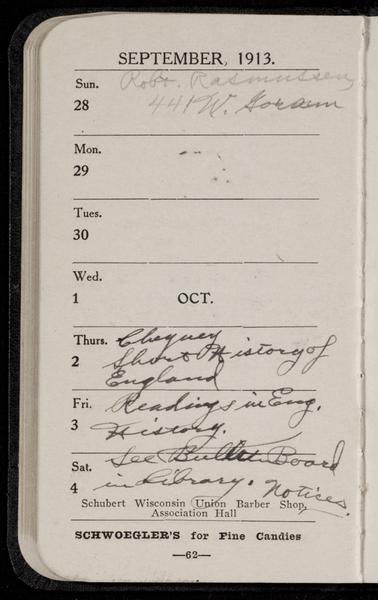 SEPTEMBER, 1913.
Sun. Robt. Rasmussen,
28 441 W. Goram
Mon.
29
Tues.
30
Wed.
1 OCT.
Thurs. Cheyney
2 Short History of
England
Fri. Readings in Eng.
3 History.
Sat. See Bulletin Board
4 in Library. Notices.
Schubert Wisconsin Union Barber Shop,
Association Hall
SCHWOEGLER'S for Fine Candies
—62—